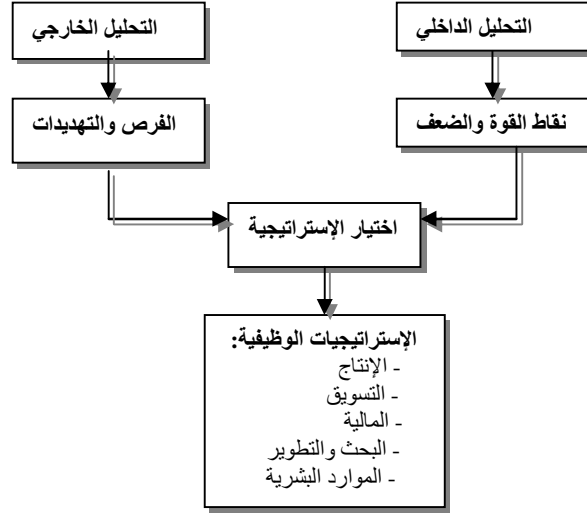 التحليل الداخلي
التحليل الخارجي
نقاط القوة والضعف
الفرص والتهديدات
اختيار الإستراتيجية
الإستراتيجيات الوظيفية:
- الإنتاج
- التسويق
- المالية
- البحث والتطوير
- الموارد البشرية